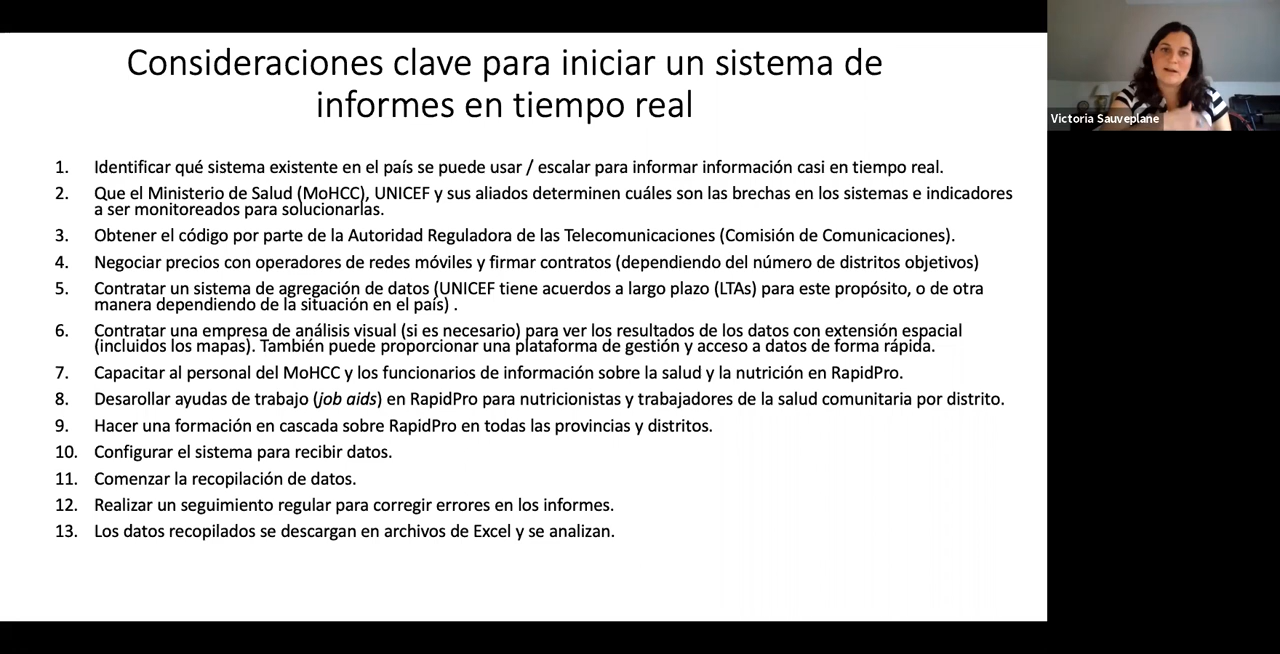 Consideraciones clave para iniciar un sistema de
informes en tiempo real
Victoria Sauveplane
1. Identificar qué sistema existente en el país se puede usar / escalar para informar información casi en tiempo real.
2. Que el Ministerio de Salud (MoHCC), UNICEF y sus aliados determinen cuáles son las brechas en los sistemas e indicadores
a ser monitoreados para solucionarlas.
3. Obtener el código por parte de la Autoridad Reguladora de las Telecomunicaciones (Comisión de Comunicaciones).
4. Negociar precios con operadores de redes móviles y firmar contratos (dependiendo del número de distritos objetivos)
5. Contratar un sistema de agregación de datos (UNICEF tiene acuerdos a largo plazo (LTAs) para este propósito, o de otra
manera dependiendo de la situación en el país) .
6. Contratar una empresa de análisis visual (si es necesario) para ver los resultados de los datos con extensión espacial
(incluidos los mapas). También puede proporcionar una plataforma de gestión y acceso a datos de forma rápida.
7. Capacitar al personal del MoHCC y los funcionarios de información sobre la salud y la nutrición en RapidPro.
8. Desarollar ayudas de trabajo (job aids) en RapidPro para nutricionistas y trabajadores de la salud comunitaria por distrito.
9. Hacer una formación en cascada sobre RapidPro en todas las provincias y distritos.
10. Configurar el sistema para recibir datos.
11. Comenzar la recopilación de datos.
12. Realizar un seguimiento regular para corregir errores en los informes.
13. Los datos recopilados se descargan en archivos de Excel y se analizan.